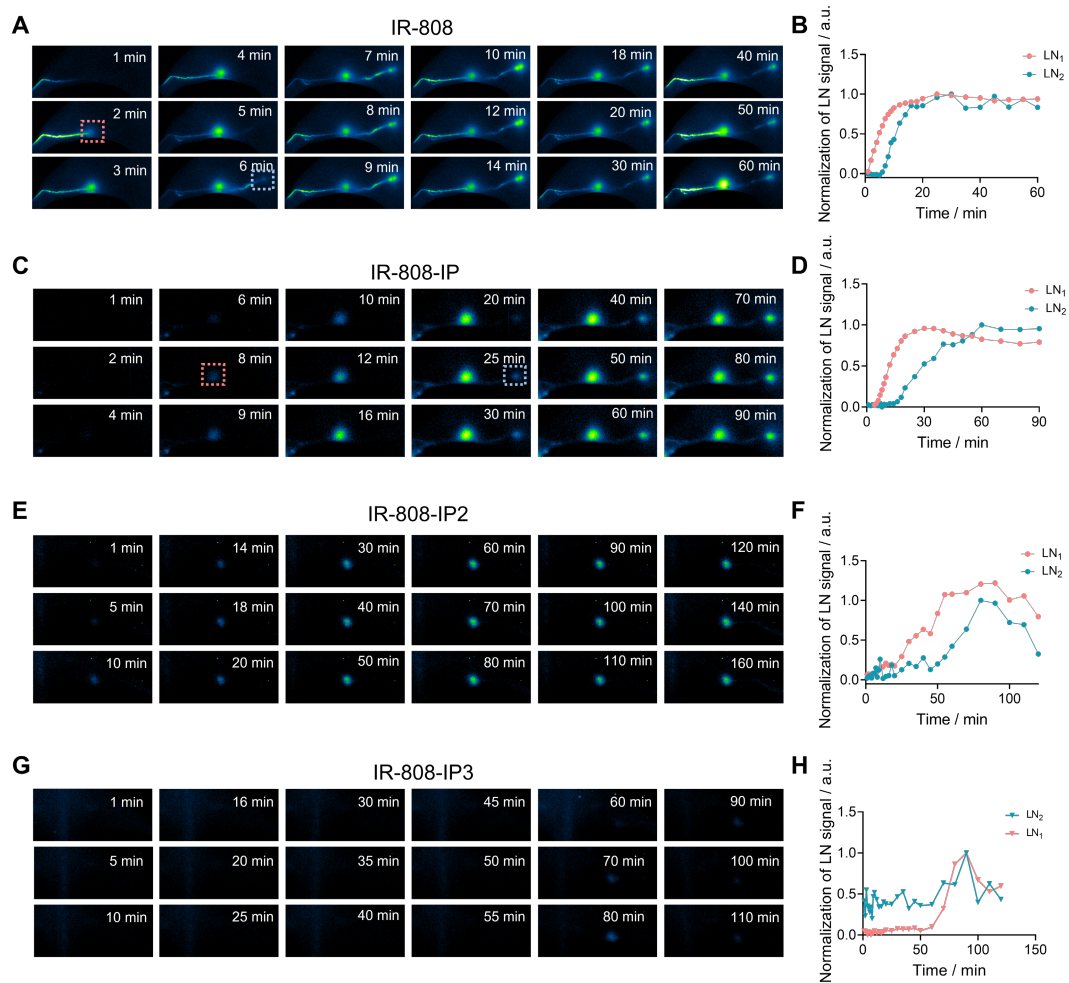 A
IR-808
1 min
4 min
7 min
10 min
18 min
40 min
2 min
5 min
8 min
12 min
20 min
50 min
3 min
6 min
9 min
14 min
30 min
60 min
B
Normalization of LN signal / a.u.
1.5
1.0
0.5
0.0
0
20
40
60
Time / min
LN1
LN2
C
IR-808-IP
1 min
6 min
10 min
20 min
40 min
70 min
2 min
8 min
12 min
25 min
50 min
80 min
4 min
9 min
16 min
30 min
60 min
90 min
D
Normalization of LN signal / a.u.
1.5
1.0
0.5
0.0
0
30
60
90
Time / min
LN1
LN2
E
IR-808-IP2
1 min
14 min
30 min
60 min
90 min
120 min
5 min
18 min
40 min
70 min
100 min
140 min
10 min
20 min
50 min
80 min
110 min
160 min
F
Normalization of LN signal / a.u.
1.5
1.0
0.5
0.0
0
50
100
Time / min
LN1
LN2
G
IR-808-IP3
1 min
16 min
30 min
45 min
60 min
90 min
5 min
20 min
35 min
50 min
70 min
100 min
10 min
25 min
40 min
55 min
80 min
110 min
H
Normalization of LN signal / a.u.
1.5
1.0
0.5
0.0
0
50
100
150
Time / min
LN2
LN1